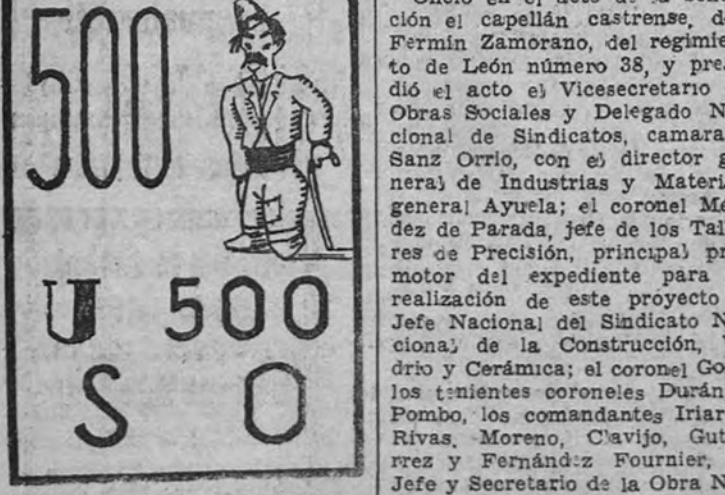 500
U 500
S O
ción el capellán castrense, d
Fermin Zamorano, del regimie
to de León número 38, y pre
dió el acto el Vicesecretario
Obras Sociales y Delegado N
cional de Sindicatos, camara
Sanz Orrio, con el director g
neral de Industrias y Materi
general Ayuela; el coronel Mé
dez de Parada, jefe de los Tal
res de Precisión, principal pr
motor del expediente para
realización de este proyecto
Jefe Nacional del Sindicato N
cional de la Construcción, V
drio y Cerámica; el coronel Go
los tenientes coroneles Durán
Pombo, los comandantes Irian
Rivas, Moreno, Clavijo, Gut
rrez y Fernández Fournier,
Jefe y Secretario de la Obra N